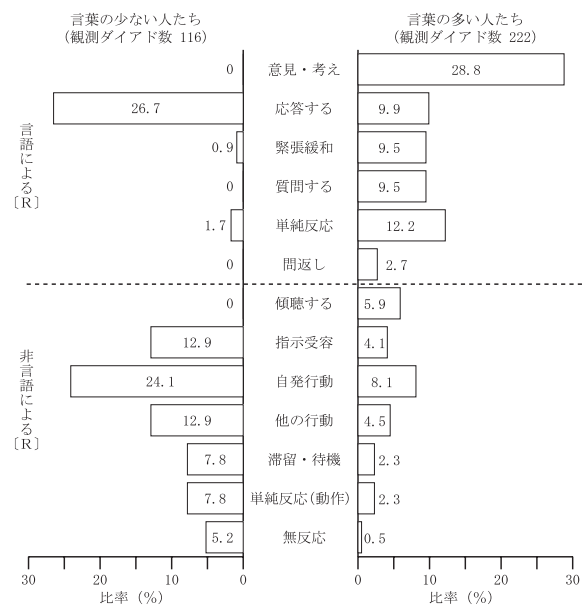 言葉の少ない人たち
（観測ダイアド数 116）
言葉の多い人たち
（観測ダイアド数 222）
言語による〔R〕
0 意見・考え 28.8
26.7 応答する 9.9
0.9 緊張緩和 9.5
0 質問する 9.5
1.7 単純反応 12.2
0 問返し 2.7
非言語による〔R〕
0 傾聴する 5.9
12.9 指示受容 4.1
24.1 自発行動 8.1
12.9 他の行動 4.5
7.8 滞留・待機 2.3
7.8 単純反応(動作) 2.3
5.2 無反応 0.5
30 20 10 0 0 10 20 30
比率（%） 比率（%）